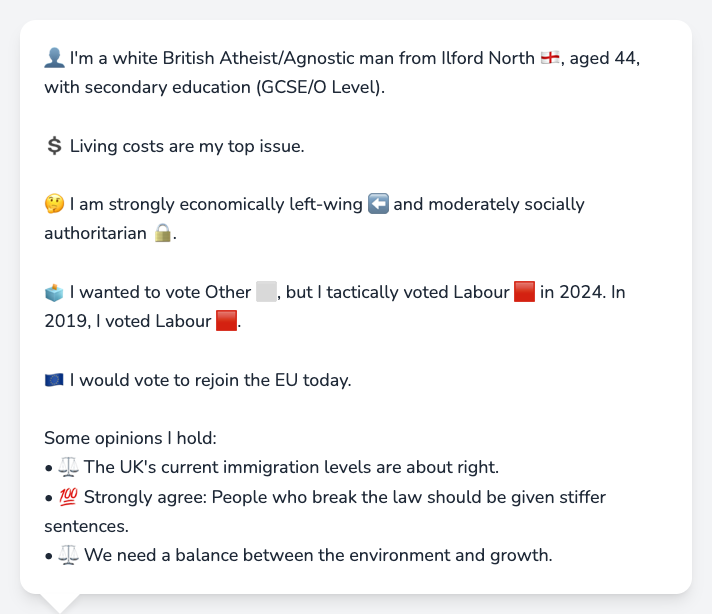 👤 I'm a white British Atheist/Agnostic man from Ilford North 🏴󠁧󠁢󠁥󠁮󠁧󠁿, aged 44,
with secondary education (GCSE/O Level).
💲 Living costs are my top issue.
🤔 I am strongly economically left-wing ⬅️ and moderately socially
authoritarian 🔒.
🗳️ I wanted to vote Other ⬜, but I tactically voted Labour 🟥 in 2024. In
2019, I voted Labour 🟥.
🇪🇺 I would vote to rejoin the EU today.
Some opinions I hold:
• ⚖️ The UK's current immigration levels are about right.
• 💯 Strongly agree: People who break the law should be given stiffer
sentences.
• ⚖️ We need a balance between the environment and growth.